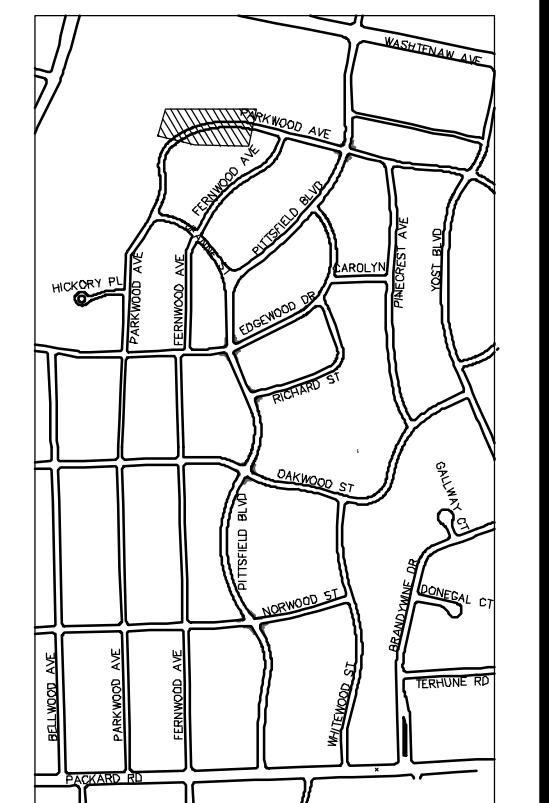 WASHTENAW AVE
PARKWOOD AVE
FERNWOOD AVE
PITTSFIELD BLVD
HICKORY PL
PARKWOOD AVE
FERNWOOD AVE
CAROLYN
PINECREST AVE
YOST BLVD
EDGEWOOD DR
RICHARD ST
OAKWOOD ST
GALLWAY CT
PITTSFIELD BLVD
NORWOOD ST
BRANDYWINE DR
DONEGAL CT
BELLWOOD AVE
PARKWOOD AVE
FERNWOOD AVE
WHITEWOOD ST
TERHUNE RD
PACKARD RD